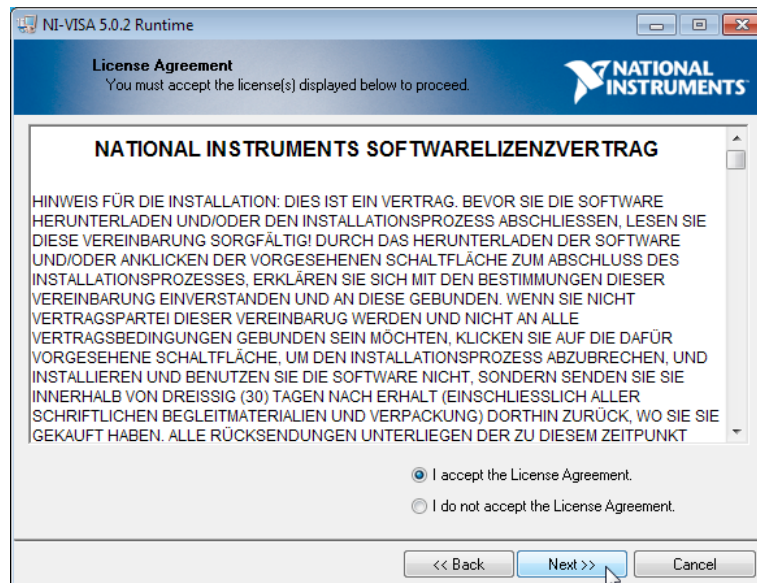 NI-VISA 5.0.2 Runtime
License Agreement
You must accept the license(s) displayed below to proceed.
NATIONAL
INSTRUMENTS
NATIONAL INSTRUMENTS SOFTWARELIZENZVERTRAG
HINWEIS FÜR DIE INSTALLATION: DIES IST EIN VERTRAG. BEVOR SIE DIE SOFTWARE
HERUNTERLADEN UND/ODER DEN INSTALLATIONSPROZESS ABSCHLIESSEN, LESEN SIE
DIESE VEREINBARUNG SORGFÄLTIG! DURCH DAS HERUNTERLADEN DER SOFTWARE
UND/ODER ANKLICKEN DER VORGESEHENEN SCHALTFLÄCHE ZUM ABSCHLUSS DES
INSTALLATIONSPROZESSES, ERKLÄREN SIE SICH MIT DEN BESTIMMUNGEN DIESER
VEREINBARUNG EINVERSTANDEN UND AN DIESE GEBUNDEN. WENN SIE NICHT
VERTRAGSPARTEI DIESER VEREINBARUG WERDEN UND NICHT AN ALLE
VERTRAGSBEDINGUNGEN GEBUNDEN SEIN MÖCHTEN, KLICKEN SIE AUF DIE DAFÜR
VORGESEHENE SCHALTFLÄCHE, UM DEN INSTALLATIONSPROZESS ABZUBRECHEN, UND
INSTALLIEREN UND BENUTZEN SIE DIE SOFTWARE NICHT, SONDERN SENDEN SIE SIE
INNERHALB VON DREISSIG (30) TAGEN NACH ERHALT (EINSCHLIESSLICH ALLER
SCHRIFTLICHEN BEGLEITMATERIALIEN UND VERPACKUNG) DORTHIN ZURÜCK, WO SIE SIE
GEKAUFT HABEN. ALLE RÜCKSENDUNGEN UNTERLIEGEN DER ZU DIESEM ZEITPUNKT
I accept the License Agreement.
I do not accept the License Agreement.
<< Back Next >> Cancel